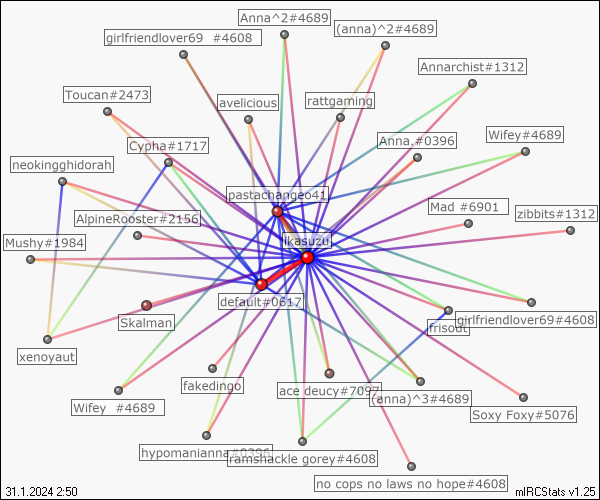 Anna^2#4689
(anna)^2#4689
girlfriendlover69 #4608
Annarchist#1312
Toucan#2473
avelicious
rattgaming
Cypha#1717
Anna.#0396
Wifey#4689
neokingghidorah
pastachangeo41
AlpineRooster#2156
Mad #6901
zibbits#1312
Mushy#1984
likasuzu
default#0617
Skalman
girlfriendlover69#4608
frisout
xenoyaut
fakedingo
ace deucy#7097
(anna)^3#4689
Wifey #4689
Soxy Foxy#5076
hypomanianna#0396
ramshackle gorey#4608
no cops no laws no hope#4608
31.1.2024 2:50
mIRCStats v1.25